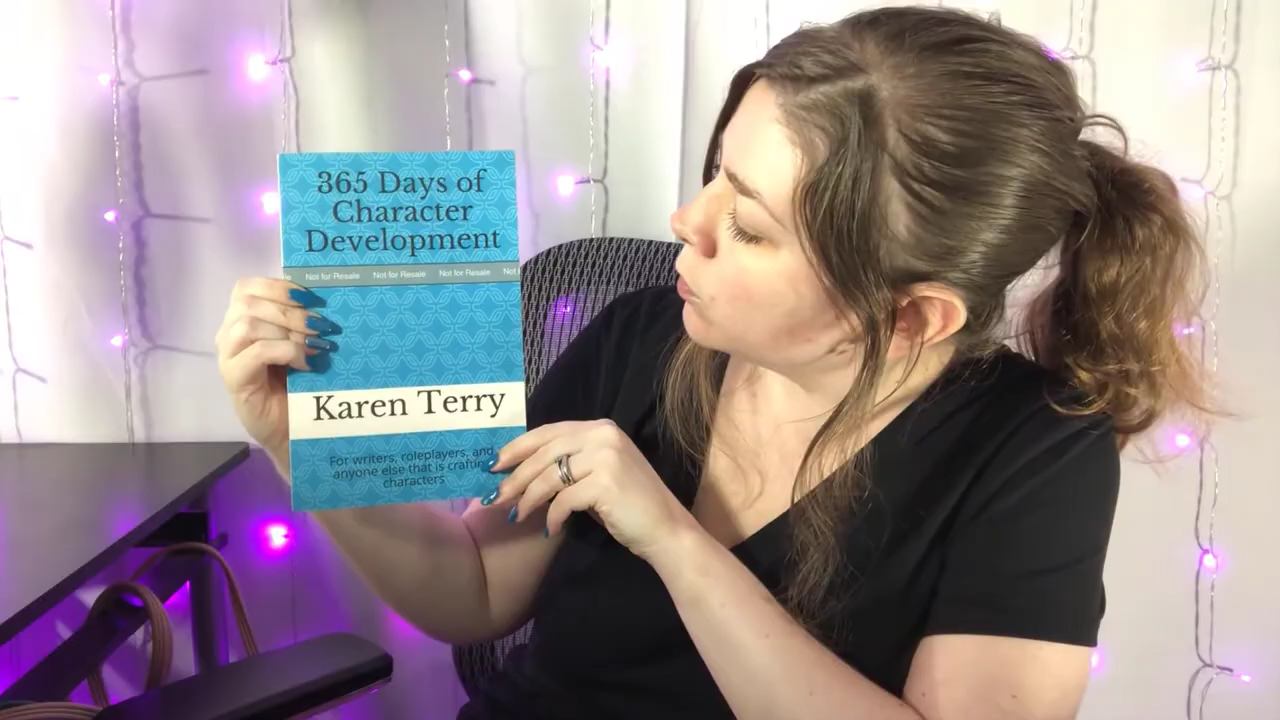 365 Days of
Character
Development
Not for Resale Not for Resale Not for Resale Not
Karen Terry
For writers, roleplayers, and
anyone else that is crafting
characters